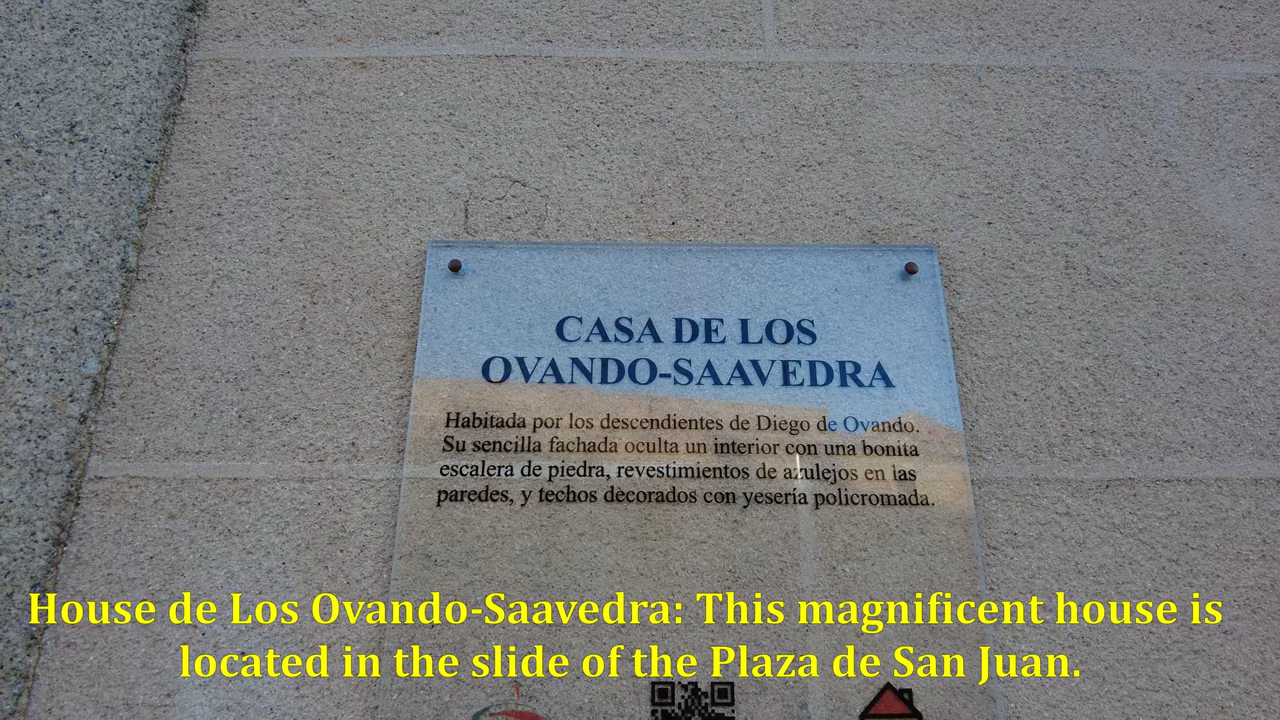 CASA DE LOS
OVANDO-SAAVEDRA
Habitada por los descendientes de Diego de Ovando.
Su sencilla fachada oculta un interior con una bonita
escalera de piedra, revestimientos de azulejos en las
paredes, y techos decorados con yesería policromada.
House de Los Ovando-Saavedra: This magnificent house is
located in the slide of the Plaza de San Juan.